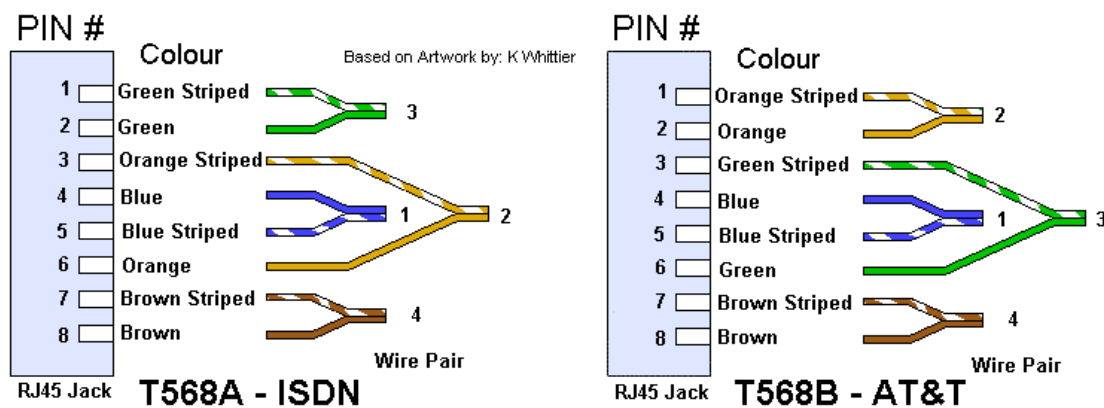 PIN #
Colour
Based on Artwork by: K Whittier
1 Green Striped
2 Green
3
3 Orange Striped
4 Blue
1
2
5 Blue Striped
6 Orange
7 Brown Striped
4
8 Brown
Wire Pair
RJ45 Jack
T568A - ISDN
PIN #
Colour
1 Orange Striped
2
2 Orange
3 Green Striped
4 Blue
1
3
5 Blue Striped
6 Green
7 Brown Striped
4
8 Brown
Wire Pair
RJ45 Jack
T568B - AT&T